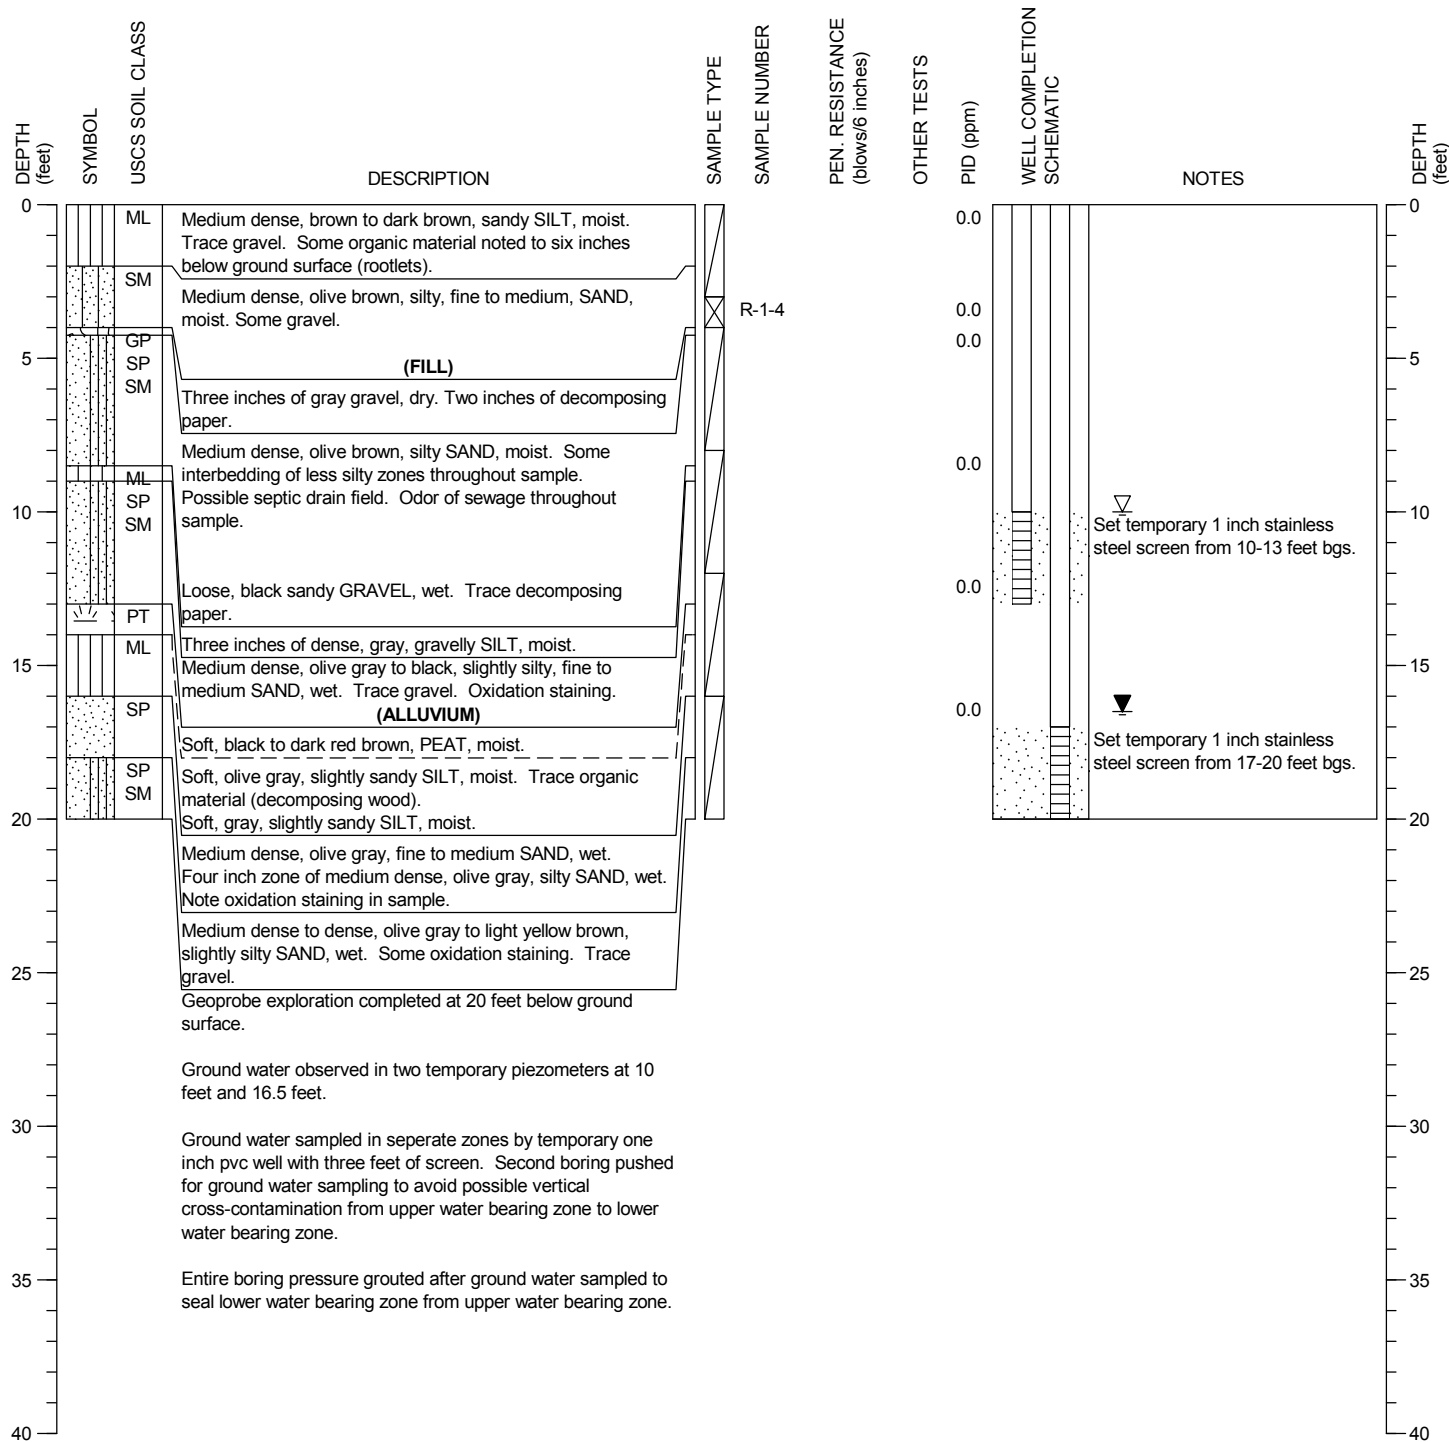 DEPTH
(feet)
SYMBOL
USCS SOIL CLASS
DESCRIPTION
SAMPLE TYPE
SAMPLE NUMBER
PEN. RESISTANCE
(blows/6 inches)
OTHER TESTS
PID (ppm)
WELL COMPLETION
SCHEMATIC
NOTES
DEPTH
(feet)
0
5
10
15
20
25
30
35
40
ML
SM
GP
SP
SM
ML
SP
SM
PT
ML
SP
SP
SM
Medium dense, brown to dark brown, sandy SILT, moist.
Trace gravel. Some organic material noted to six inches
below ground surface (rootlets).
Medium dense, olive brown, silty, fine to medium, SAND,
moist. Some gravel.
(FILL)
Three inches of gray gravel, dry. Two inches of decomposing
paper.
Medium dense, olive brown, silty SAND, moist. Some
interbedding of less silty zones throughout sample.
Possible septic drain field. Odor of sewage throughout
sample.
Loose, black sandy GRAVEL, wet. Trace decomposing
paper.
Three inches of dense, gray, gravelly SILT, moist.
Medium dense, olive gray to black, slightly silty, fine to
medium SAND, wet. Trace gravel. Oxidation staining.
(ALLUVIUM)
Soft, black to dark red brown, PEAT, moist.
Soft, olive gray, slightly sandy SILT, moist. Trace organic
material (decomposing wood).
Soft, gray, slightly sandy SILT, moist.
Medium dense, olive gray, fine to medium SAND, wet.
Four inch zone of medium dense, olive gray, silty SAND, wet.
Note oxidation staining in sample.
Medium dense to dense, olive gray to light yellow brown,
slightly silty SAND, wet. Some oxidation staining. Trace
gravel.
Geoprobe exploration completed at 20 feet below ground
surface.
Ground water observed in two temporary piezometers at 10
feet and 16.5 feet.
Ground water sampled in seperate zones by temporary one
inch pvc well with three feet of screen. Second boring pushed
for ground water sampling to avoid possible vertical
cross-contamination from upper water bearing zone to lower
water bearing zone.
Entire boring pressure grouted after ground water sampled to
seal lower water bearing zone from upper water bearing zone.
R-1-4
0.0
0.0
0.0
0.0
0.0
0.0
Set temporary 1 inch stainless
steel screen from 10-13 feet bgs.
Set temporary 1 inch stainless
steel screen from 17-20 feet bgs.
0
5
10
15
20
25
30
35
40